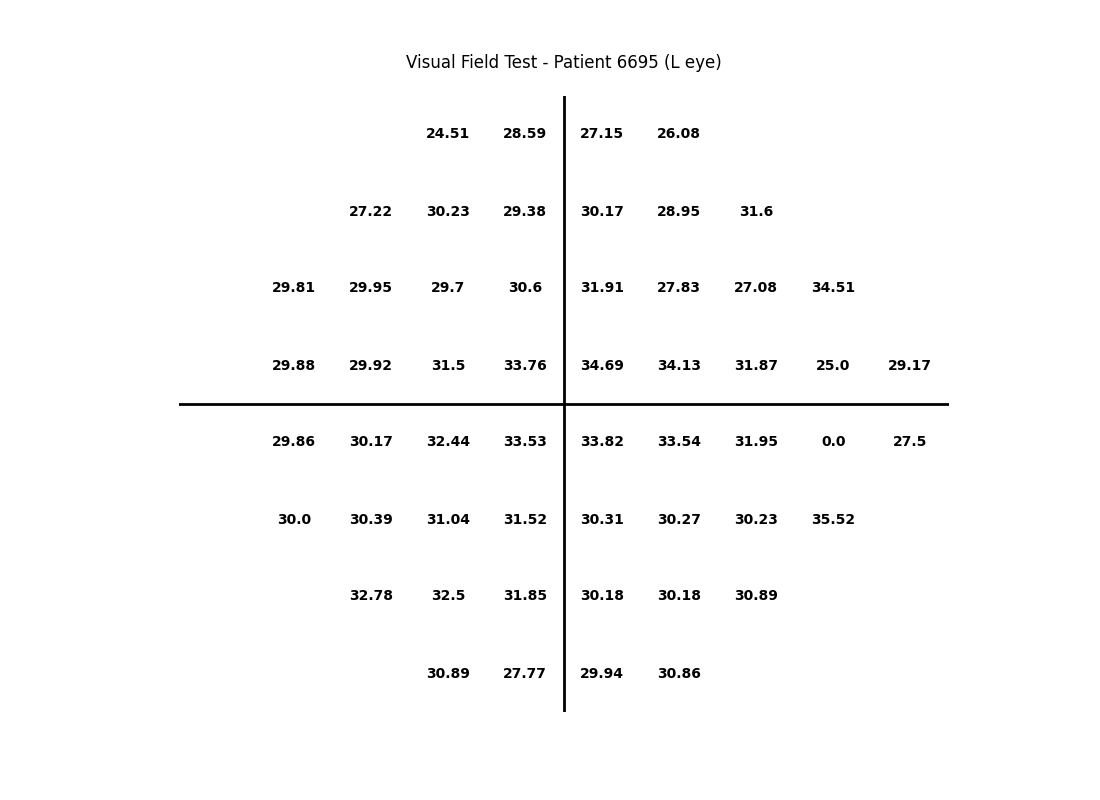 Visual Field Test - Patient 6695 (L eye)
24.51 28.59 27.15 26.08
27.22 30.23 29.38 30.17 28.95 31.6
29.81 29.95 29.7 30.6 31.91 27.83 27.08 34.51
29.88 29.92 31.5 33.76 34.69 34.13 31.87 25.0 29.17
29.86 30.17 32.44 33.53 33.82 33.54 31.95 0.0 27.5
30.0 30.39 31.04 31.52 30.31 30.27 30.23 35.52
32.78 32.5 31.85 30.18 30.18 30.89
30.89 27.77 29.94 30.86